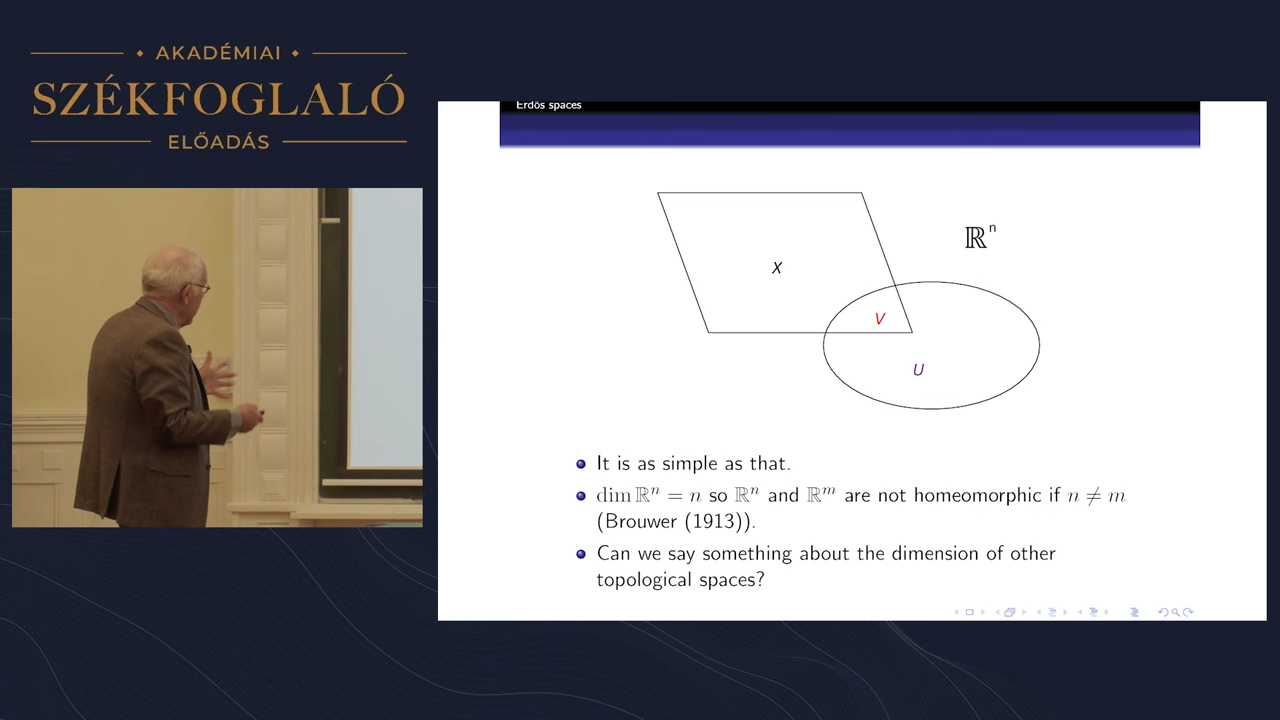 AKADÉMIAI
SZÉKFOGLALÓ
ELŐADÁS
Erdős spaces
X
ℝⁿ
V
U
It is as simple as that.
dim ℝⁿ = n so ℝⁿ and ℝᵐ are not homeomorphic if n ≠ m
(Brouwer (1913)).
Can we say something about the dimension of other
topological spaces?